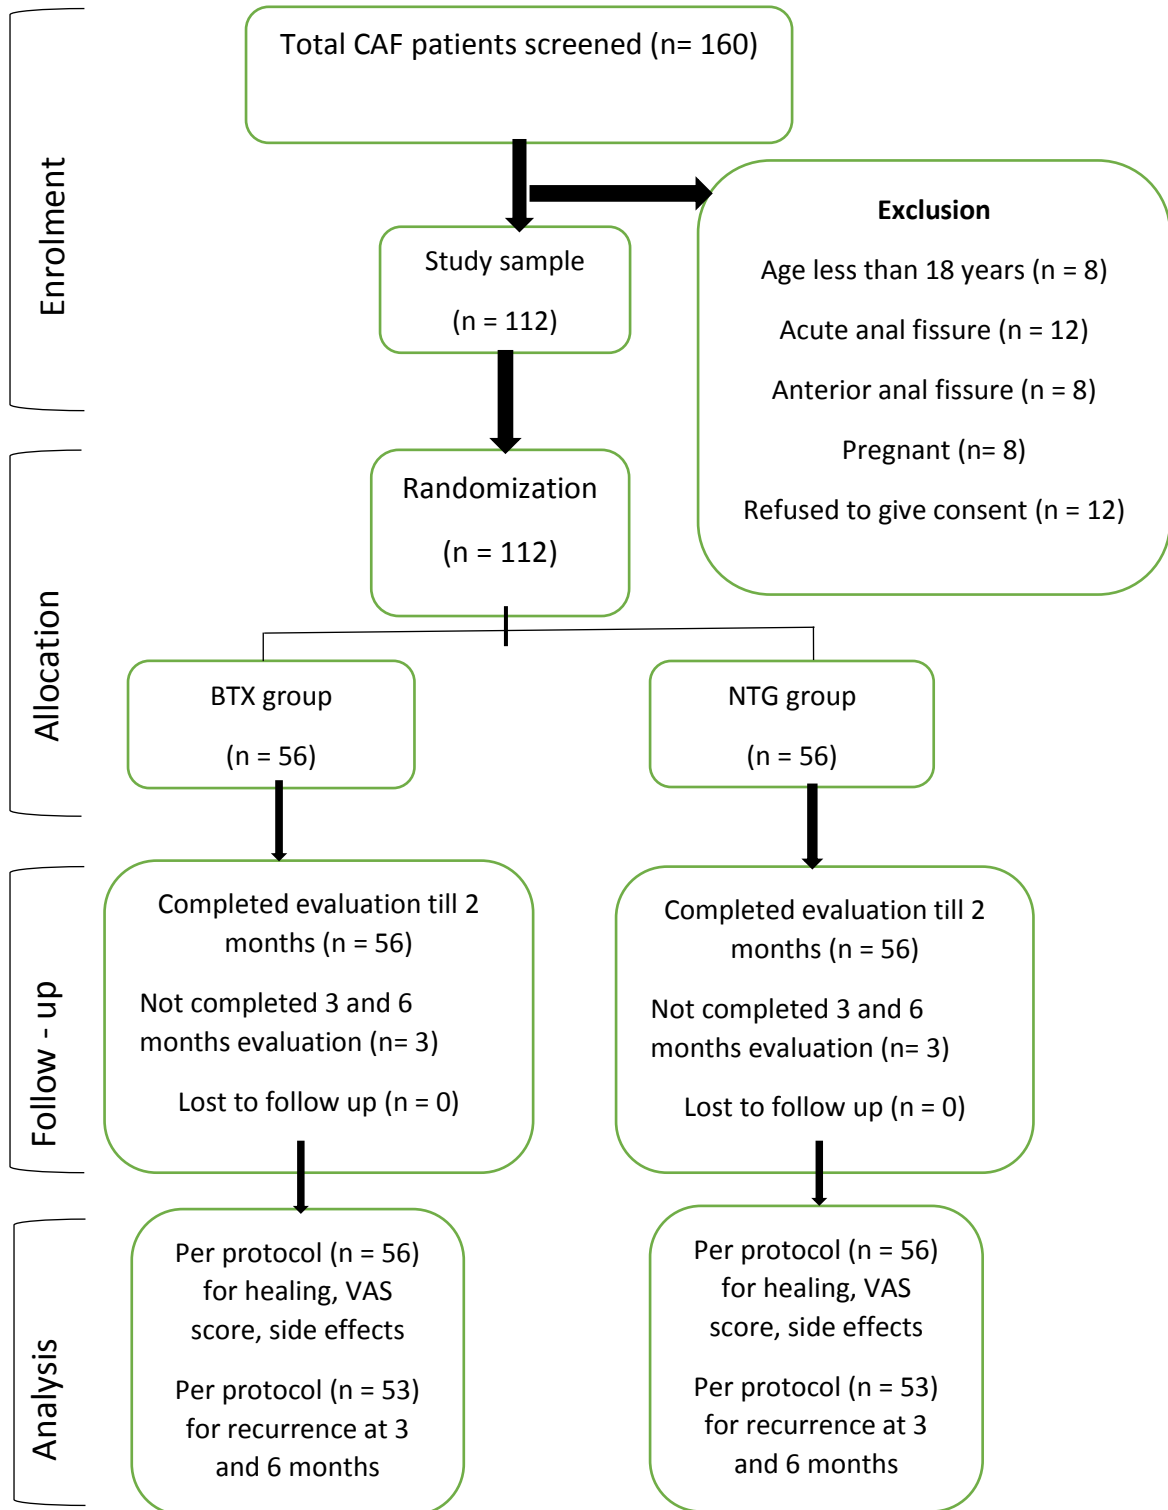 Enrolment
Total CAF patients screened (n= 160)
Exclusion
Age less than 18 years (n = 8)
Acute anal fissure (n = 12)
Anterior anal fissure (n = 8)
Pregnant (n= 8)
Refused to give consent (n = 12)
Study sample
(n = 112)
Allocation
Randomization
(n = 112)
BTX group
(n = 56)
NTG group
(n = 56)
Follow - up
Completed evaluation till 2
months (n = 56)
Not completed 3 and 6
months evaluation (n= 3)
Lost to follow up (n = 0)
Completed evaluation till 2
months (n = 56)
Not completed 3 and 6
months evaluation (n= 3)
Lost to follow up (n = 0)
Analysis
Per protocol (n = 56)
for healing, VAS
score, side effects
Per protocol (n = 53)
for recurrence at 3
and 6 months
Per protocol (n = 56)
for healing, VAS
score, side effects
Per protocol (n = 53)
for recurrence at 3
and 6 months